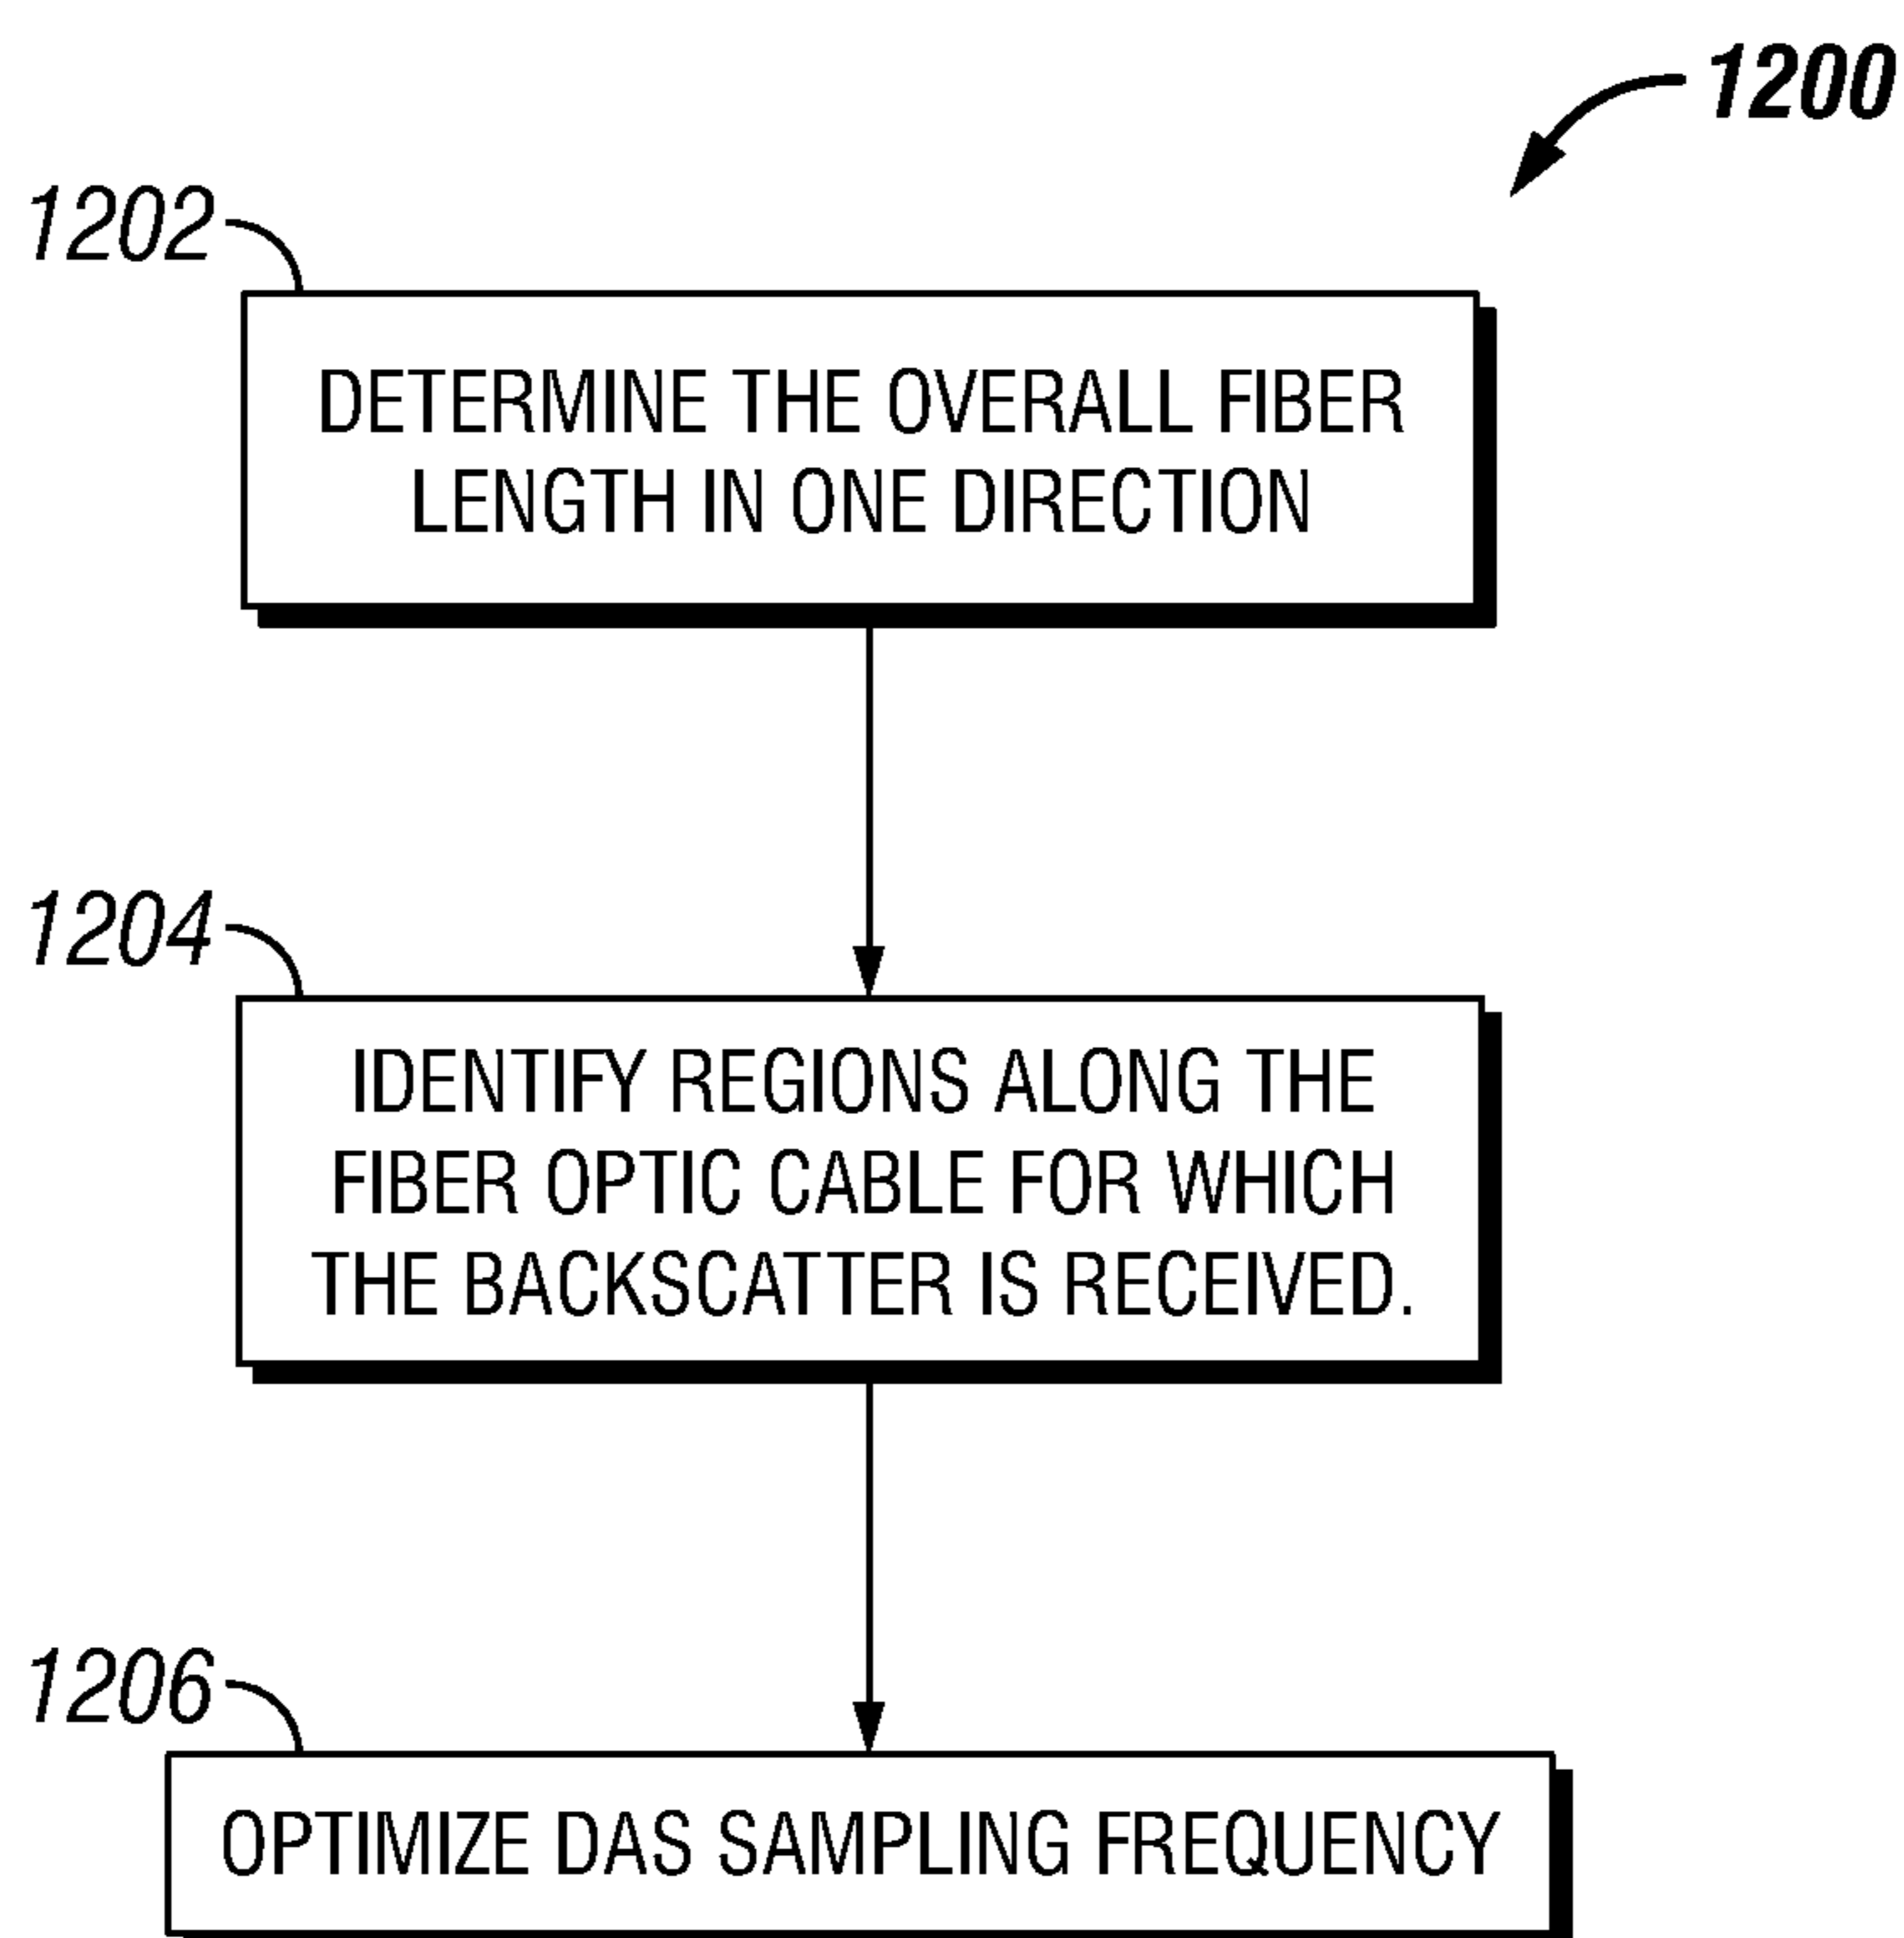 1200
1202
DETERMINE THE OVERALL FIBER
LENGTH IN ONE DIRECTION
1204
IDENTIFY REGIONS ALONG THE
FIBER OPTIC CABLE FOR WHICH
THE BACKSCATTER IS RECEIVED.
1206
OPTIMIZE DAS SAMPLING FREQUENCY